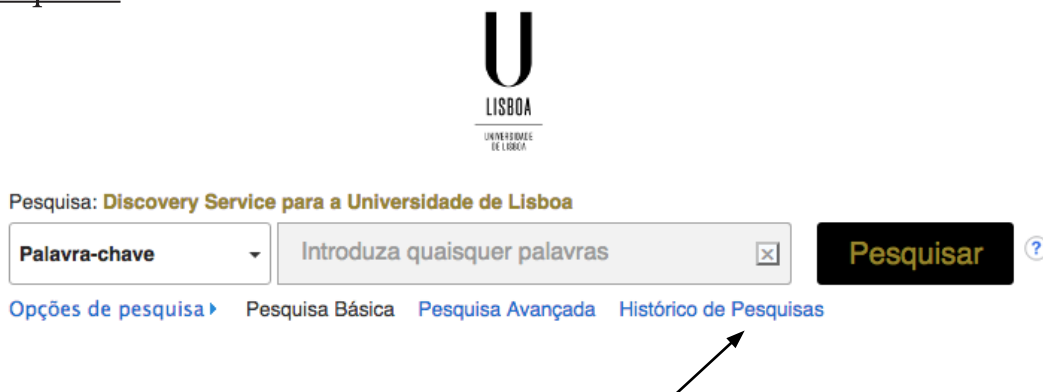 U
LISBOA
UNIVERSIDADE
DE LISBOA
Pesquisa: Discovery Service para a Universidade de Lisboa
Palavra-chave Introduza quaisquer palavras Pesquisar ?
Opções de pesquisa Pesquisa Básica Pesquisa Avançada Histórico de Pesquisas